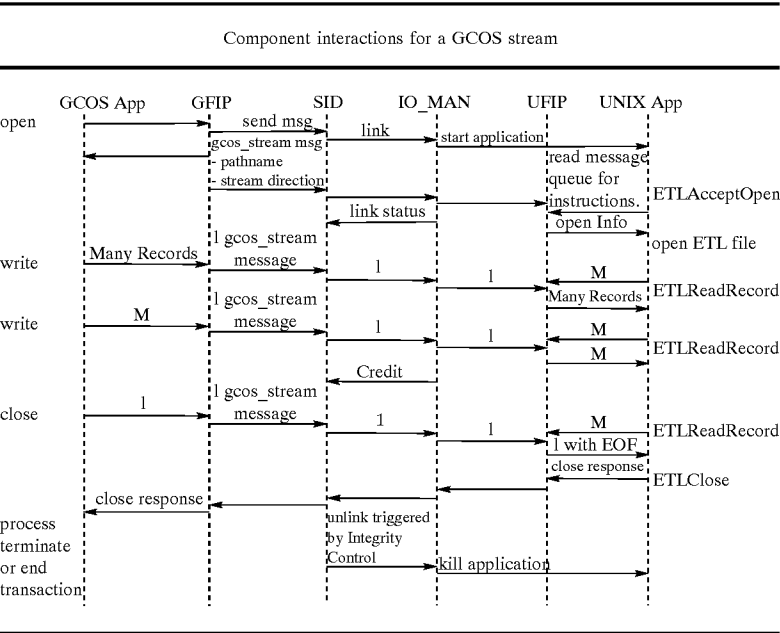 Component interactions for a GCOS stream
GCOS App GFIP SID IO_MAN UFIP UNIX App
open
send msg
link
start application
gcos_stream msg
- pathname
- stream direction
read message
queue for
instructions.
ETLAcceptOpen
link status
open Info
open ETL file
write
Many Records
1 gcos_stream
message
1
1
M
ETLReadRecord
Many Records
write
M
1 gcos_stream
message
1
1
M
ETLReadRecord
M
Credit
close
1
1 gcos_stream
message
1
1
M
ETLReadRecord
1 with EOF
close response
ETLClose
close response
process
terminate
or end
transaction
unlink triggered
by Integrity
Control
kill application